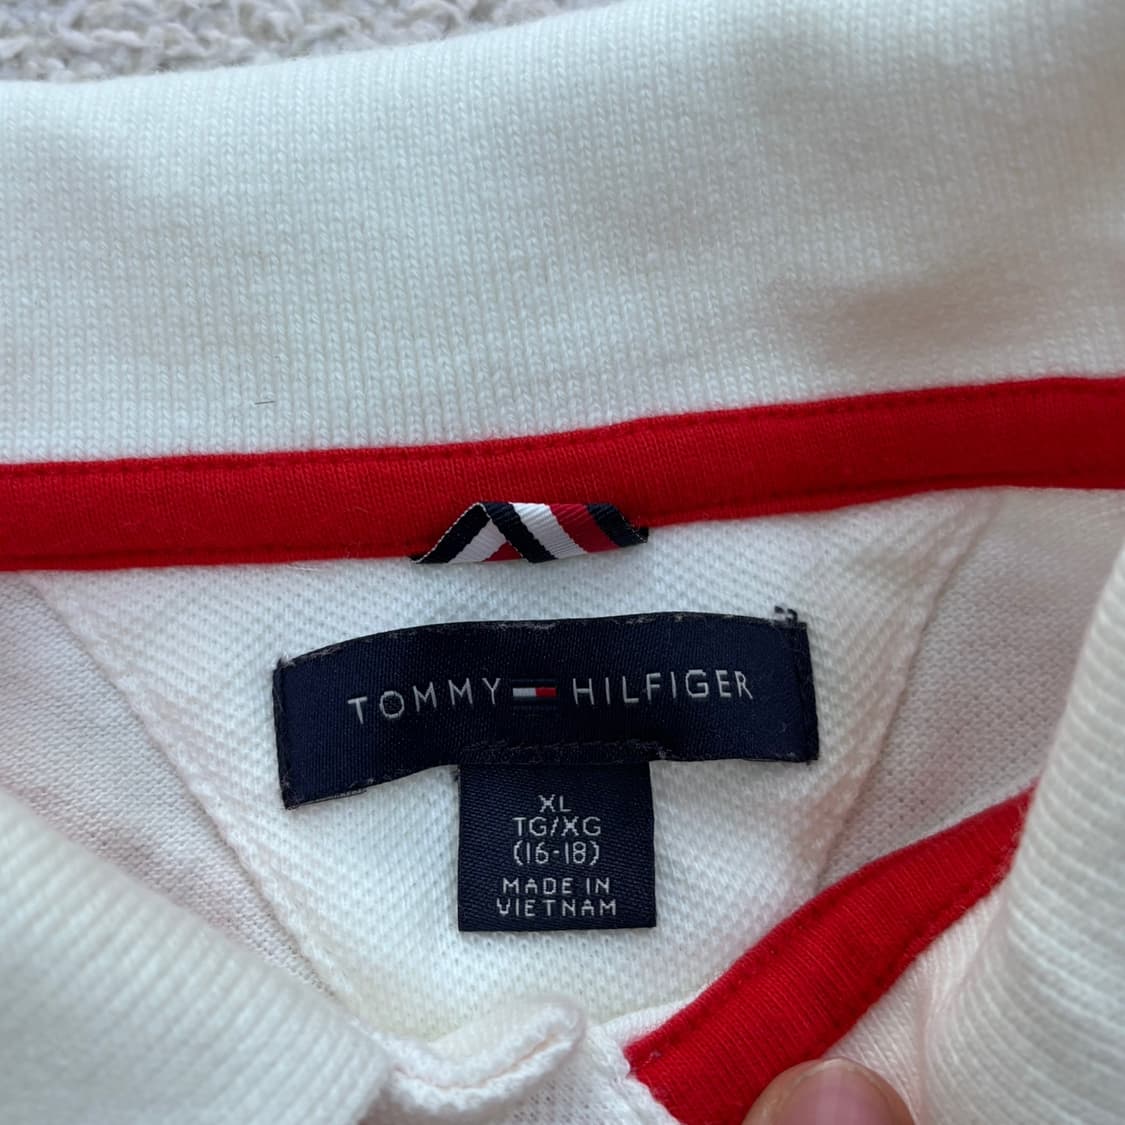 TOMMY HILFIGER
XL
TG/XG
(16-18)
MADE IN
VIETNAM